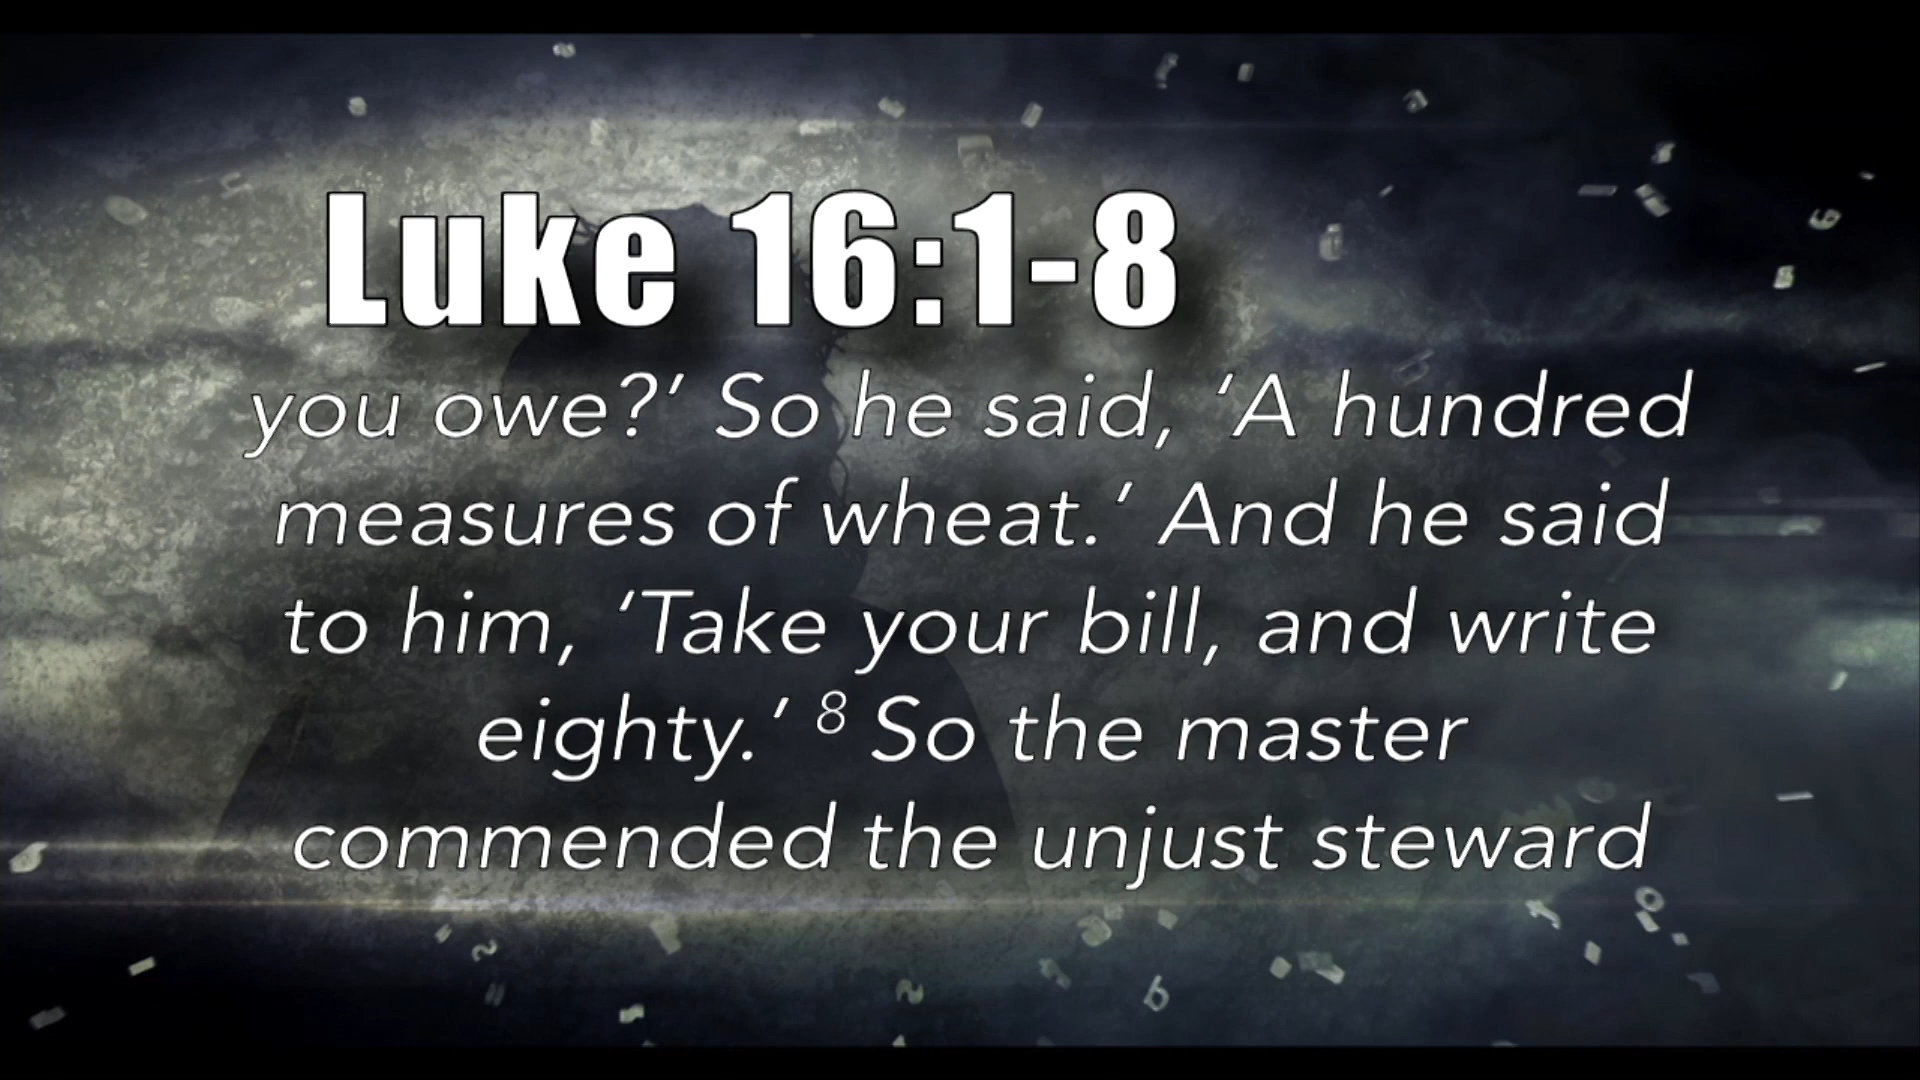 Luke 16:1-8
you owe?’ So he said, ‘A hundred
measures of wheat.’ And he said
to him, ‘Take your bill, and write
eighty.’ 8 So the master
commended the unjust steward